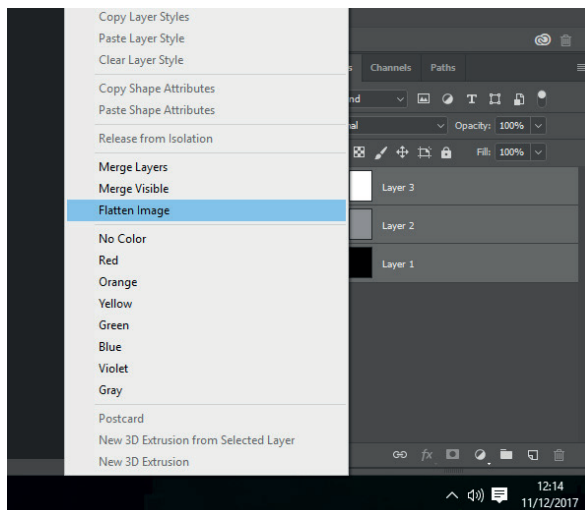 Copy Layer Styles
Paste Layer Style
Clear Layer Style
Copy Shape Attributes
Paste Shape Attributes
Release from Isolation
Merge Layers
Merge Visible
Flatten Image
No Color
Red
Orange
Yellow
Green
Blue
Violet
Gray
Postcard
New 3D Extrusion from Selected Layer
New 3D Extrusion
Channels Paths
Opacity: 100%
Fill: 100%
Layer 3
Layer 2
Layer 1
fx
12:14
11/12/2017